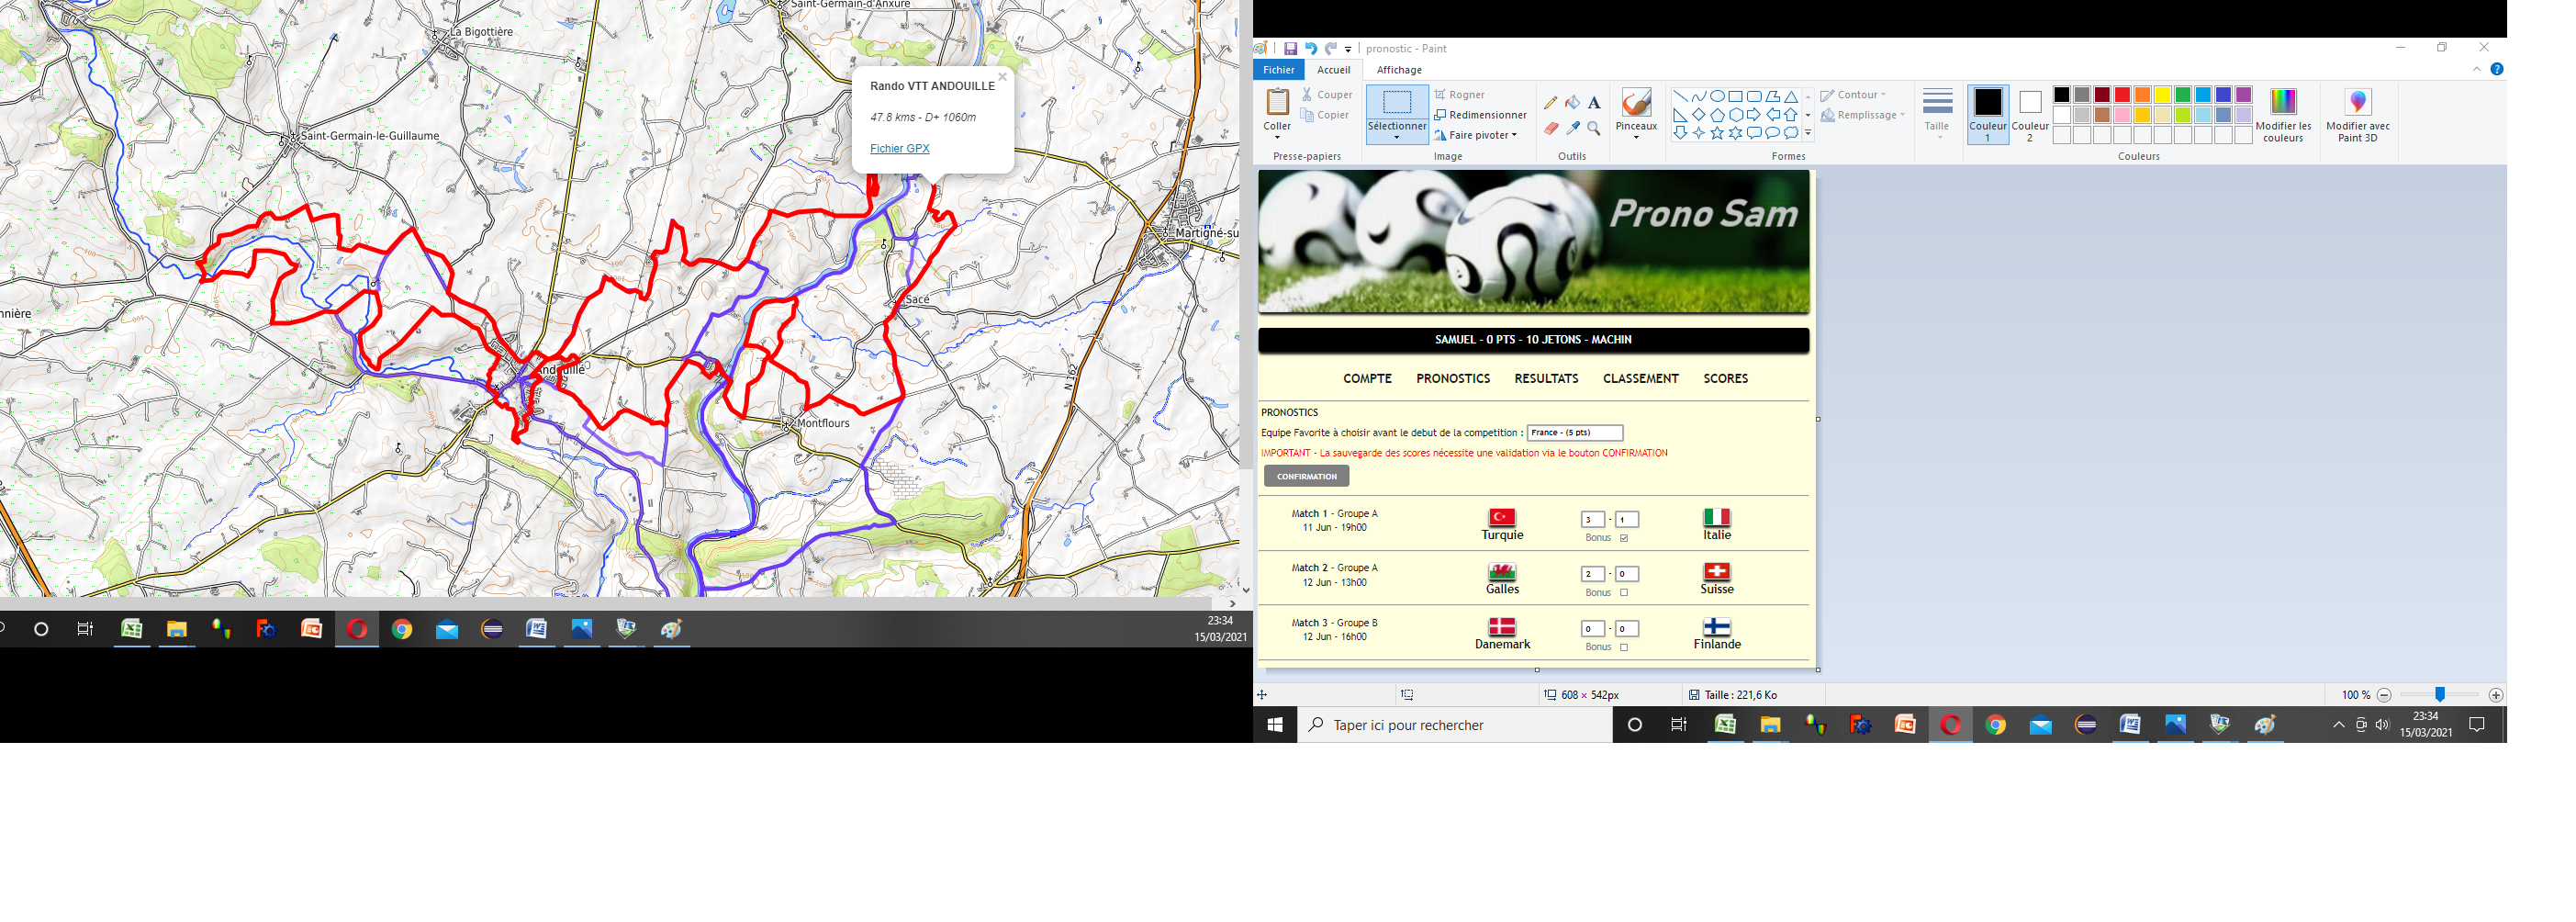 Saint-Germain-d'Anxure
La Bigottière
Rando VTT ANDOUILLE
47.8 kms - D+ 1060m
Fichier GPX
Saint-Germain-le-Guillaume
Martigné-su
nnière
Sacé
Andouillé
N 162
Montflours
23:34
15/03/2021
pronostic - Paint
Fichier Accueil Affichage
Coller
Couper
Copier
Presse-papiers
Sélectionner
Rogner
Redimensionner
Faire pivoter
Image
Outils
Pinceaux
Formes
Contour
Remplissage
Taille
Couleur 1
Couleur 2
Couleurs
Modifier les couleurs
Modifier avec Paint 3D
Prono Sam
SAMUEL - 0 PTS - 10 JETONS - MACHIN
COMPTE PRONOSTICS RESULTATS CLASSEMENT SCORES
PRONOSTICS
Equipe Favorite à choisir avant le debut de la competition : France - (5 pts)
IMPORTANT - La sauvegarde des scores nécessite une validation via le bouton CONFIRMATION
CONFIRMATION
Match 1 - Groupe A
11 Jun - 19h00
Turquie 3 - 1 Italie
Bonus
Match 2 - Groupe A
12 Jun - 13h00
Galles 2 - 0 Suisse
Bonus
Match 3 - Groupe B
12 Jun - 16h00
Danemark 0 - 0 Finlande
Bonus
608 × 542px
Taille : 221,6 Ko
100 %
Taper ici pour rechercher
23:34
15/03/2021